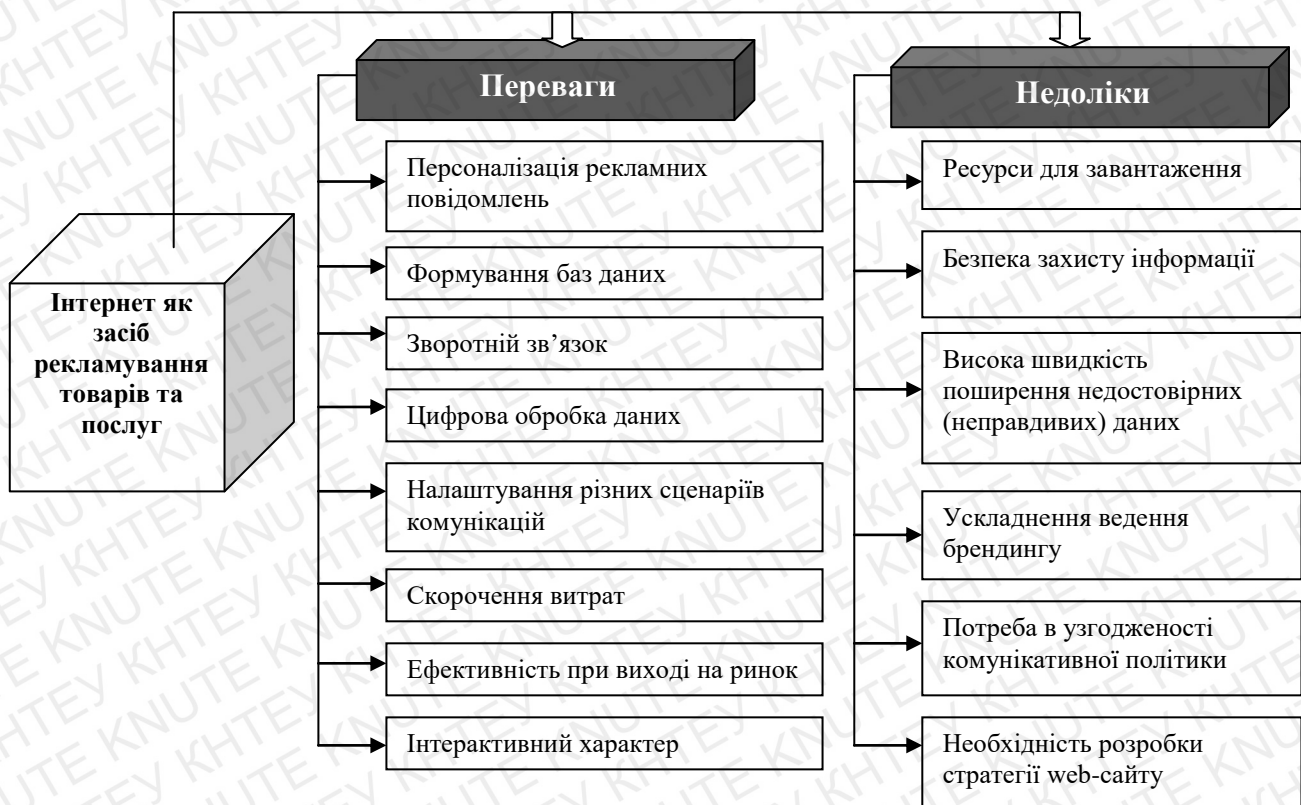 Переваги
Недоліки
Інтернет як
засіб
рекламування
товарів та
послуг
Персоналізація рекламних
повідомлень
Формування баз даних
Зворотній зв’язок
Цифрова обробка даних
Налаштування різних сценаріїв
комунікацій
Скорочення витрат
Ефективність при виході на ринок
Інтерактивний характер
Ресурси для завантаження
Безпека захисту інформації
Висока швидкість
поширення недостовірних
(неправдивих) даних
Ускладнення ведення
брендингу
Потреба в узгодженості
комунікативної політики
Необхідність розробки
стратегії web-сайту
KNUTE КНТЕУ